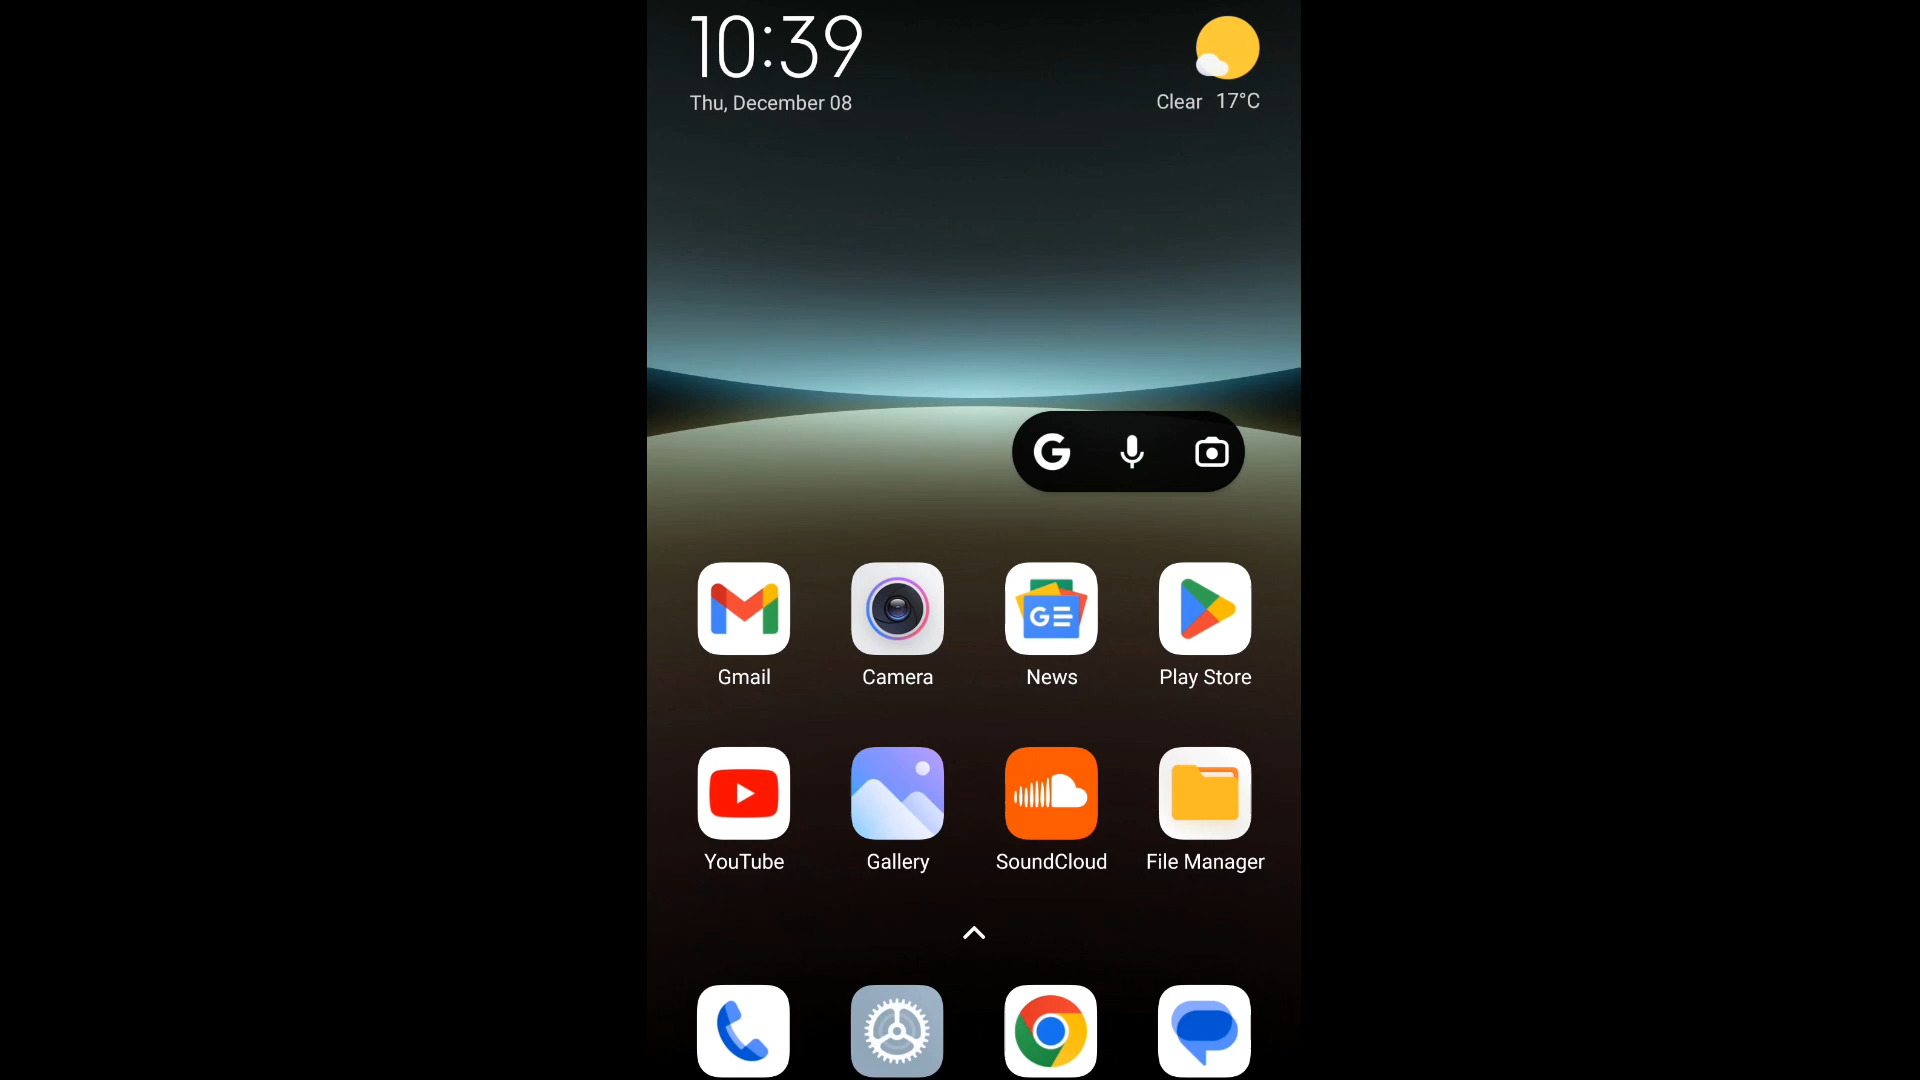 10:39
Thu, December 08
Clear 17°C
Gmail
Camera
News
Play Store
YouTube
Gallery
SoundCloud
File Manager